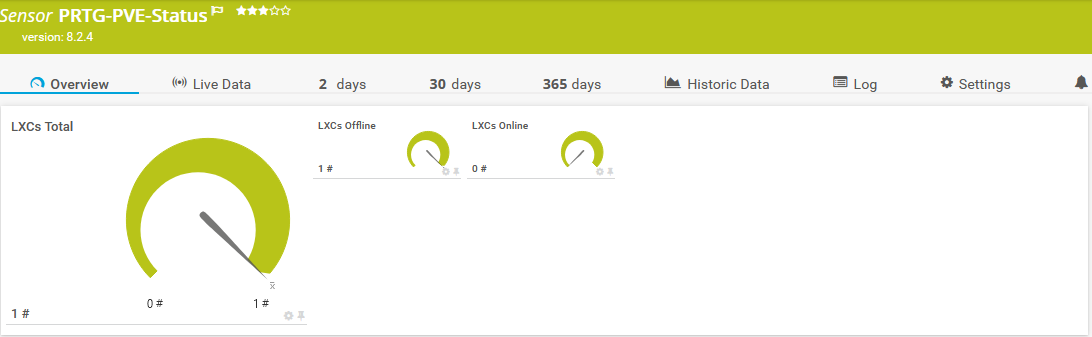 Sensor PRTG-PVE-Status
version: 8.2.4
Overview
Live Data
2 days
30 days
365 days
Historic Data
Log
Settings
LXCs Total
0 #
1 #
x̄
1 #
LXCs Offline
1 #
LXCs Online
0 #